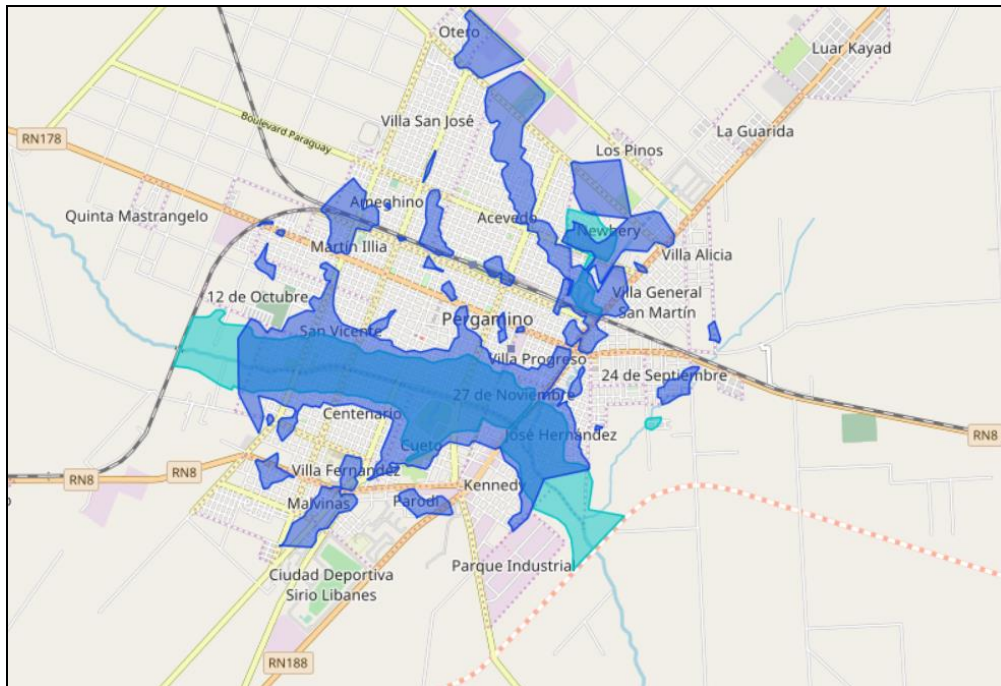 Otero
Luar Kayad
Villa San José
Boulevard Paraguay
La Guarida
RN178
Los Pinos
Quinta Mastrangelo
Ameghino
Acevedo
Newbery
Martín Illia
Villa Alicia
12 de Octubre
Villa General
San Martín
San Vicente
Pergamino
Villa Progreso
24 de Septiembre
27 de Noviembre
Centenario
José Hernández
RN8
Cueto
RN8
RN8
Villa Fernández
Kennedy
Malvinas
Parodi
Parque Industrial
Ciudad Deportiva
Sirio Libanes
RN188